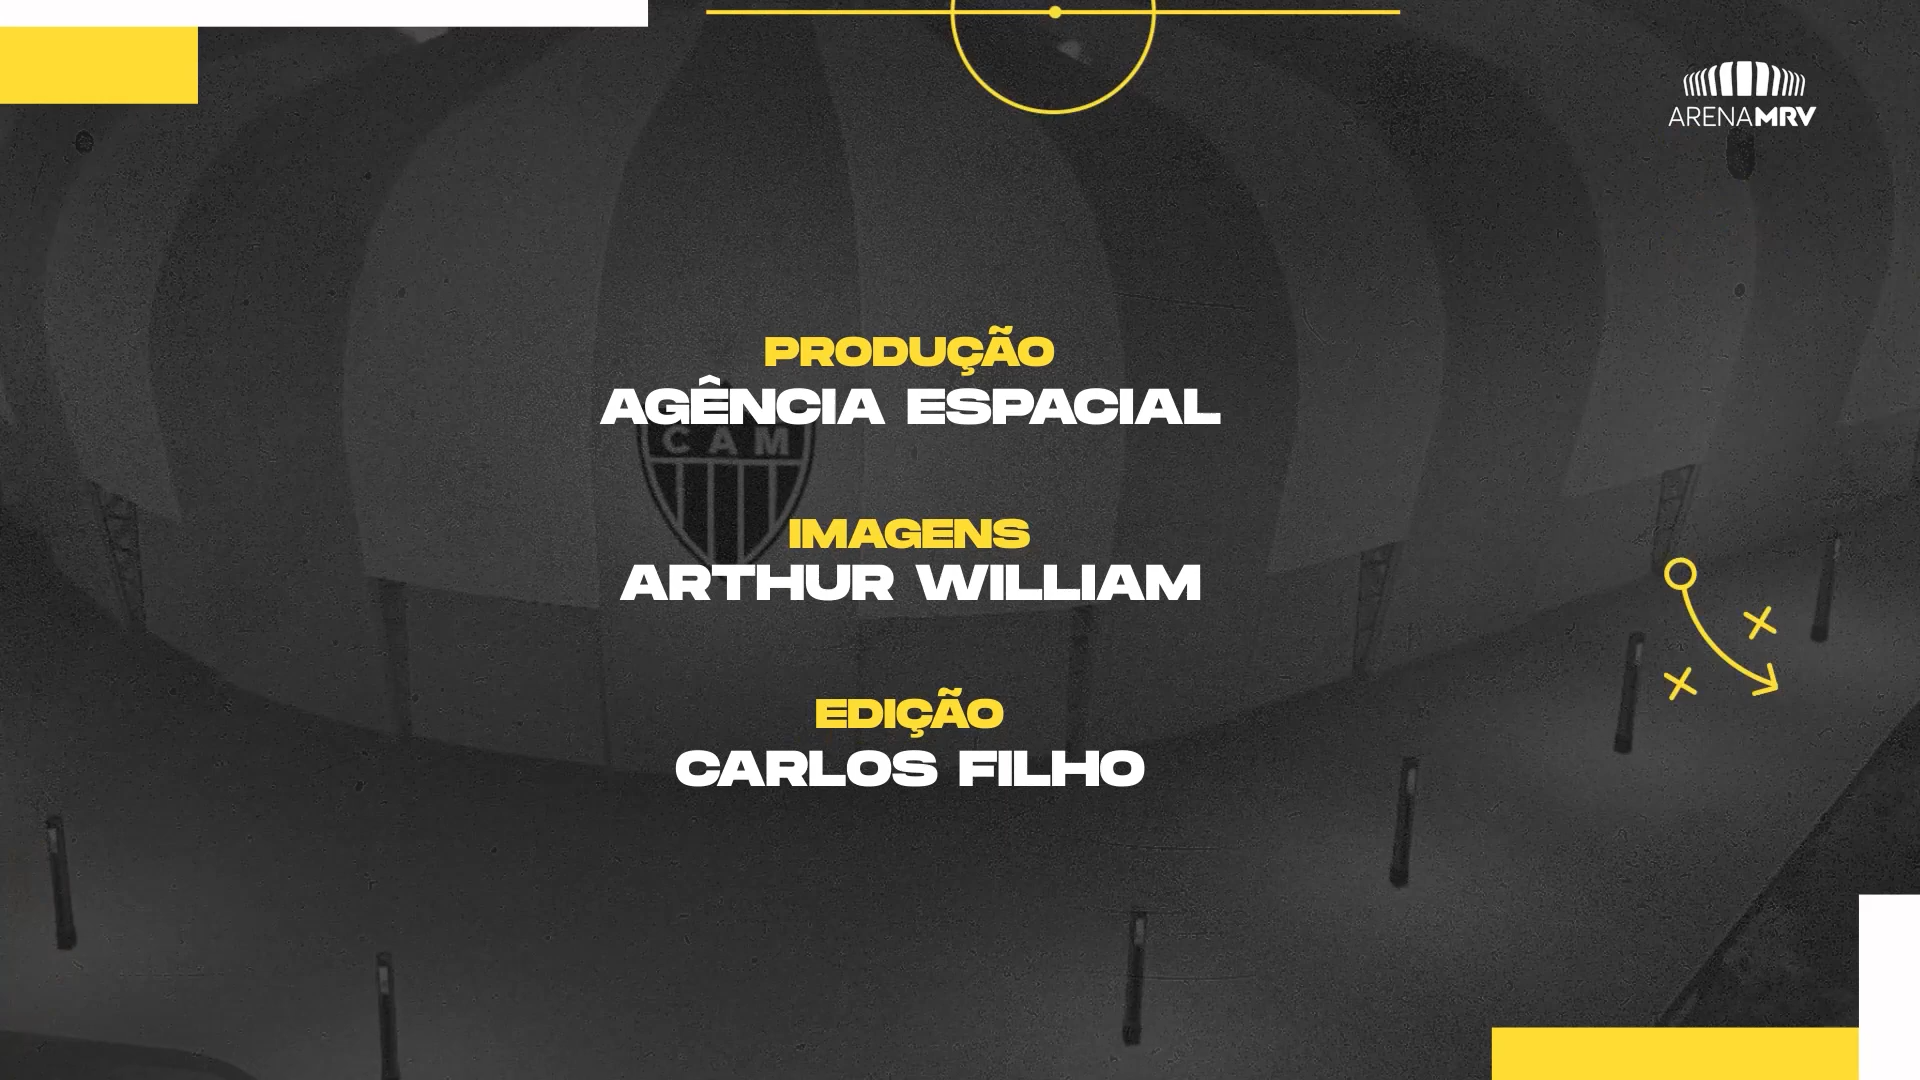 ARENAMRV
PRODUÇÃO
AGÊNCIA ESPACIAL
CAM
IMAGENS
ARTHUR WILLIAM
EDIÇÃO
CARLOS FILHO